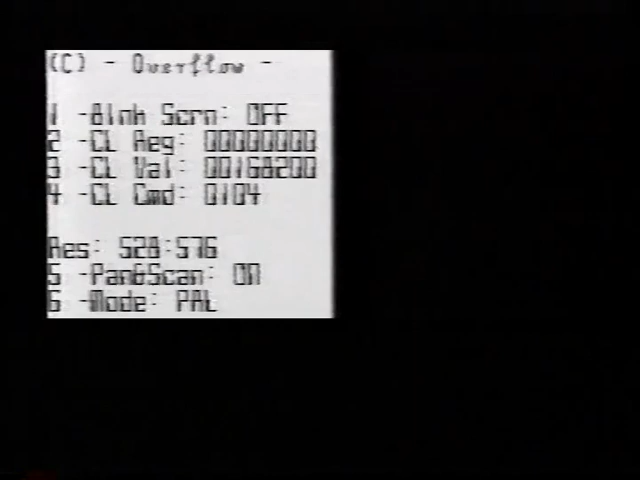 (C) - Overflow -
1 -Blnk Scrn: OFF
2 -CL Reg: 00000000
3 -CL Val: 00168200
4 -CL Cmd: 0104
Res: 528:576
5 -Pan&Scan: ON
6 -Mode: PAL